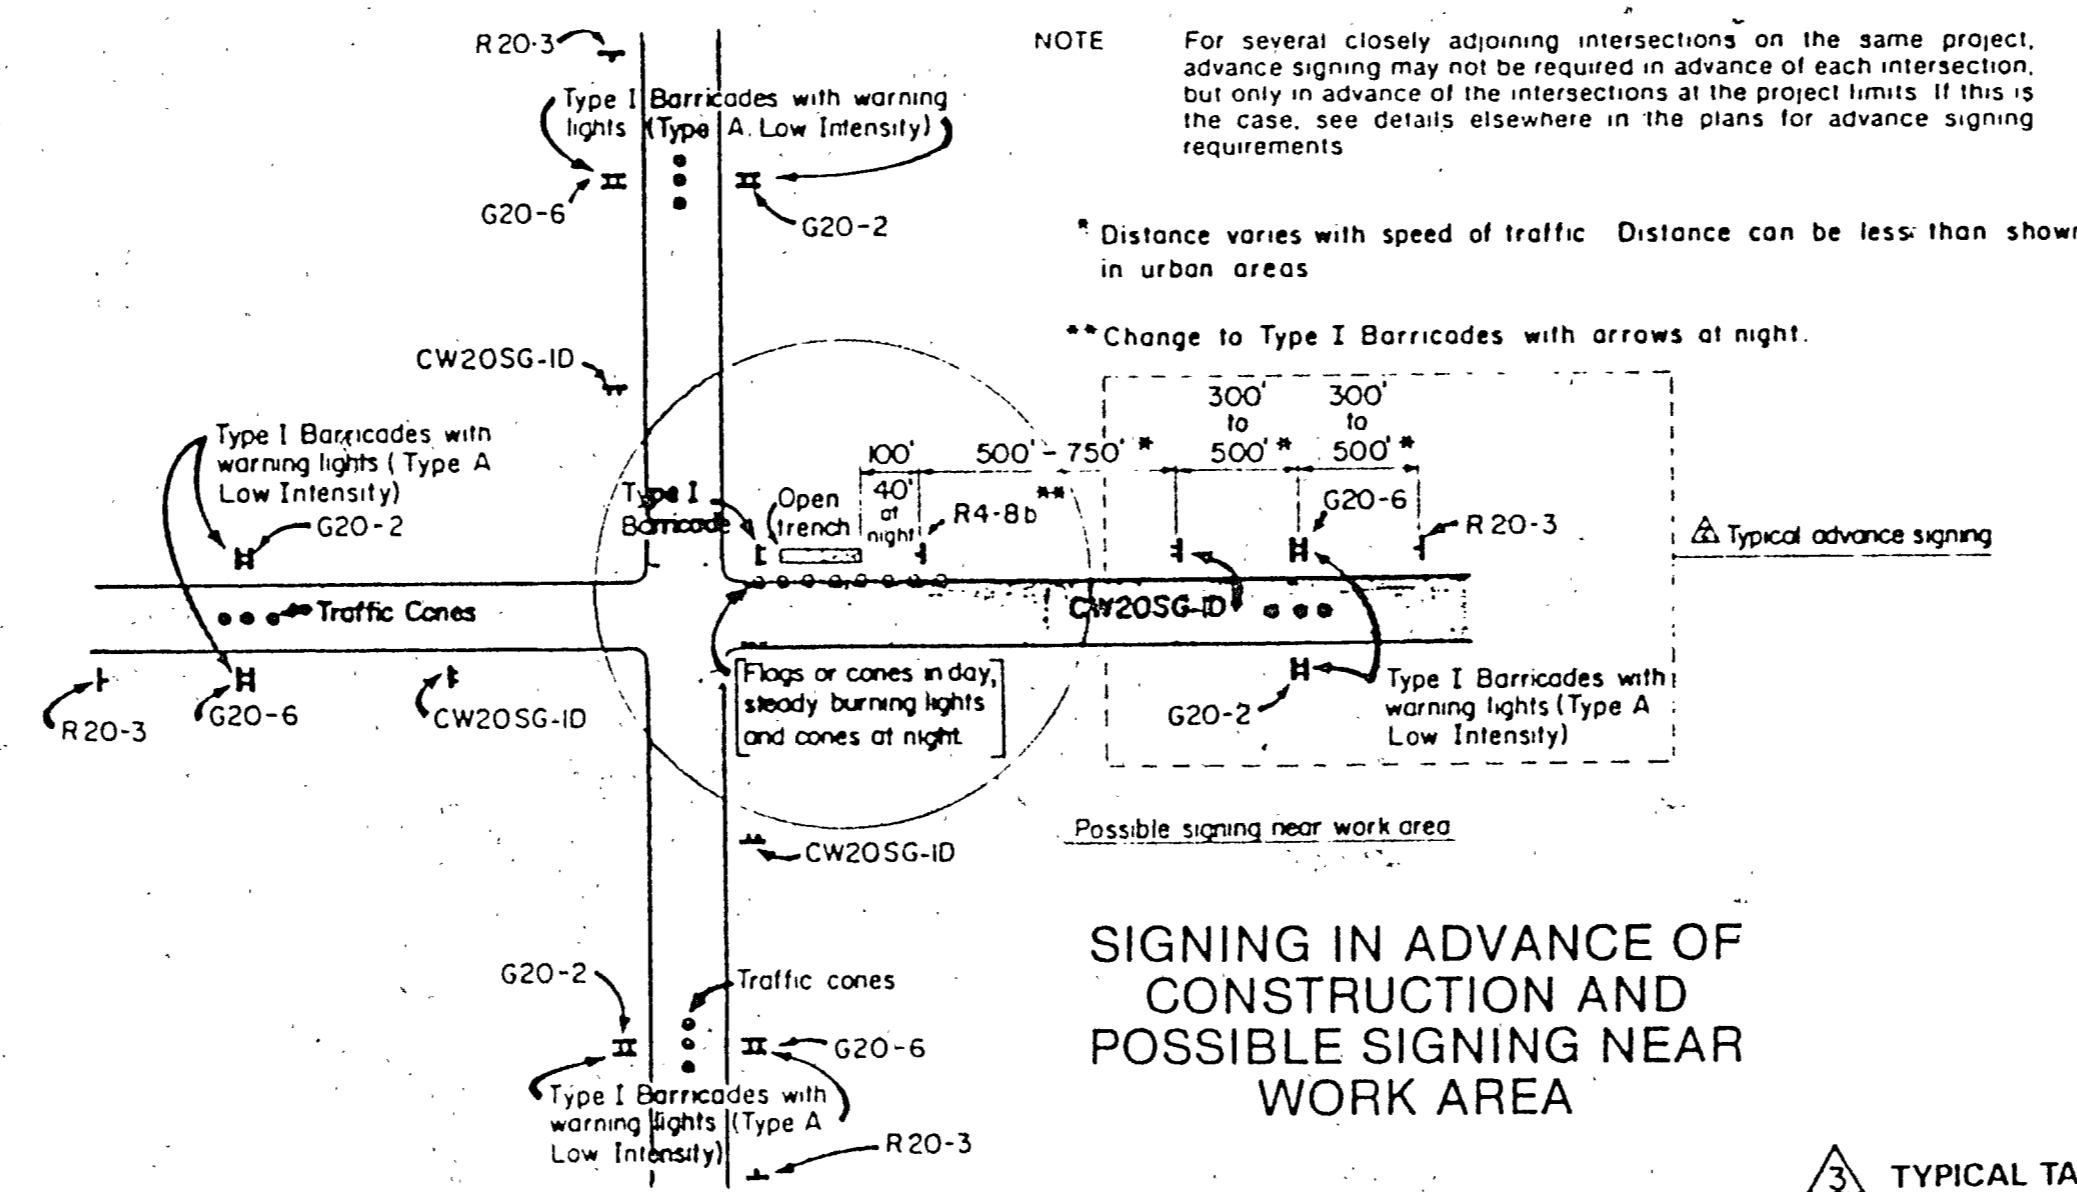 R 20-3
Type I Barricades with warning
lights (Type A. Low Intensity)
G20-6
G20-2
NOTE
For several closely adjoining intersections on the same project,
advance signing may not be required in advance of each intersection,
but only in advance of the intersections at the project limits If this is
the case, see details elsewhere in the plans for advance signing
requirements
* Distance varies with speed of traffic Distance can be less than shown
in urban areas
** Change to Type I Barricades with arrows at night.
CW20SG-1D
Type I Barricades with
warning lights (Type A
Low Intensity)
G20-2
Traffic Cones
R 20-3
G20-6
CW20SG-1D
Type I
Barricade
Open
trench
100'
40'
at
night
500' - 750' *
R4-8b **
300'
to
500' *
300'
to
500' *
G20-6
R 20-3
Typical advance signing
CW20SG-1D
Flags or cones in day,
steady burning lights
and cones at night
G20-2
Type I Barricades with
warning lights (Type A
Low Intensity)
Possible signing near work area
CW20SG-1D
G20-2
Traffic cones
G20-6
Type I Barricades with
warning lights (Type A
Low Intensity)
R 20-3
SIGNING IN ADVANCE OF
CONSTRUCTION AND
POSSIBLE SIGNING NEAR
WORK AREA
3 TYPICAL TA